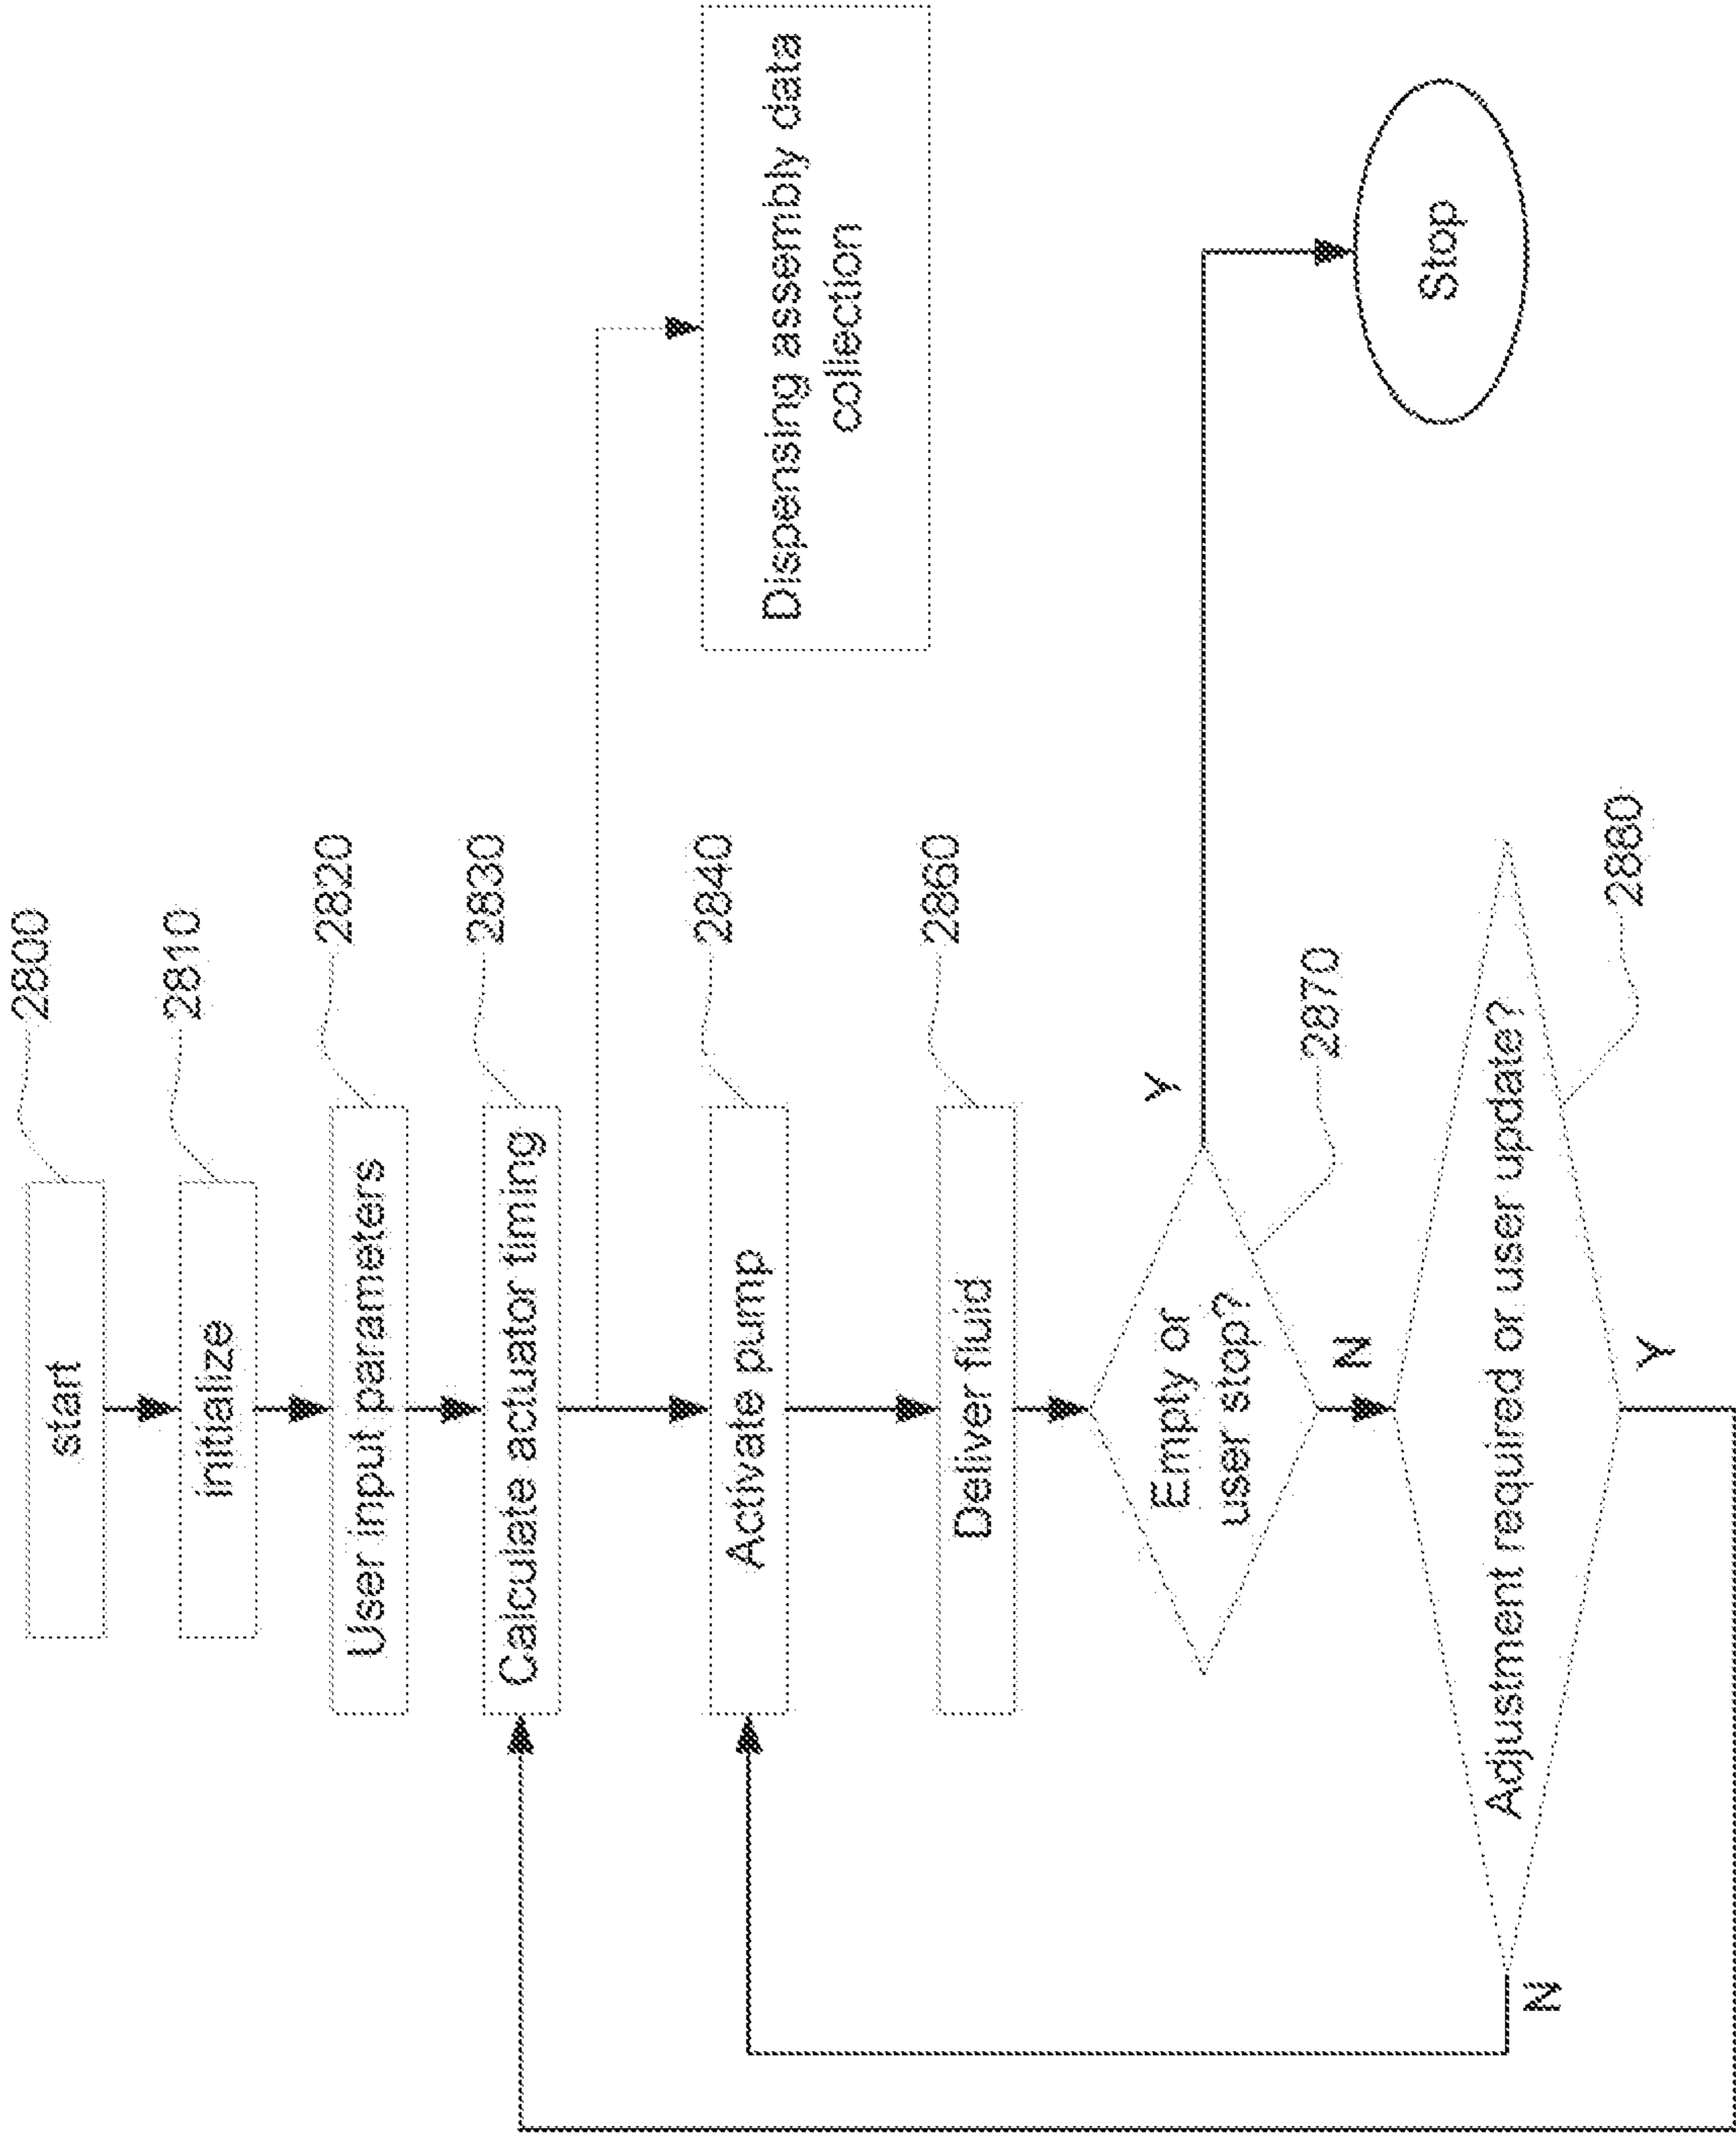 start
2800
initialize
2810
User input parameters
2820
Calculate actuator timing
2830
Dispensing assembly data
collection
Activate pump
2840
Deliver fluid
2860
Empty or
user stop?
Y
2870
N
Stop
Adjustment required or user update?
2880
N
Y